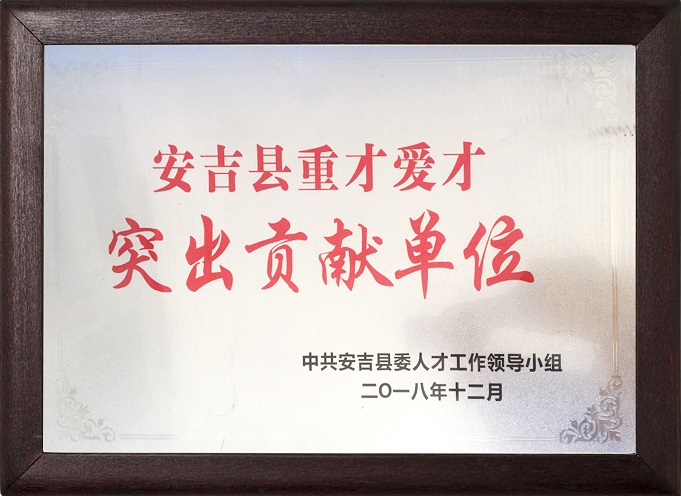 安吉县重才爱才
突出贡献单位
中共安吉县委人才工作领导小组
二〇一八年十二月